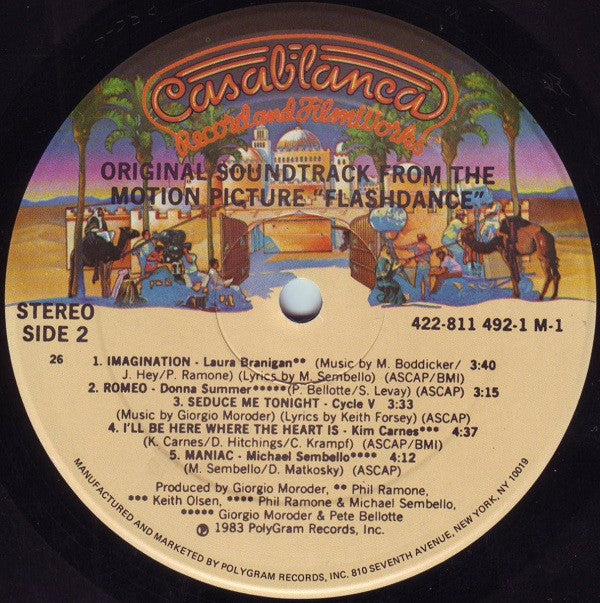 Casablanca
Record and FilmWorks
ORIGINAL SOUNDTRACK FROM THE
MOTION PICTURE "FLASHDANCE"
STEREO
SIDE 2
422-811 492-1 M-1
26
1. IMAGINATION - Laura Branigan** (Music by M. Boddicker/ 3:40
J. Hey/P. Ramone) (Lyrics by M. Sembello) (ASCAP/BMI)
2. ROMEO - Donna Summer*****(P. Bellotte/S. Levay) (ASCAP) 3:15
3. SEDUCE ME TONIGHT - Cycle V 3:33
(Music by Giorgio Moroder) (Lyrics by Keith Forsey) (ASCAP)
4. I'LL BE HERE WHERE THE HEART IS - Kim Carnes*** 4:37
(K. Carnes/D. Hitchings/C. Krampf) (ASCAP/BMI)
5. MANIAC - Michael Sembello**** 4:12
(M. Sembello/D. Matkosky) (ASCAP)
Produced by Giorgio Moroder, ** Phil Ramone,
*** Keith Olsen, **** Phil Ramone & Michael Sembello,
***** Giorgio Moroder & Pete Bellotte
℗ 1983 PolyGram Records, Inc.
MANUFACTURED AND MARKETED BY POLYGRAM RECORDS, INC. 810 SEVENTH AVENUE, NEW YORK, NY 10019